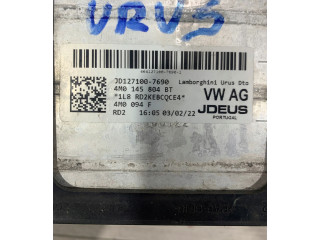 URUS
JD127100-7690 Lamborghini Urus Sto
4M0 145 804 BT
*1L8 RD2KEBCQCE4*
4M0 094 F
RD2 16:05 03/02/22
VW AG
JDEUS
PORTUGAL